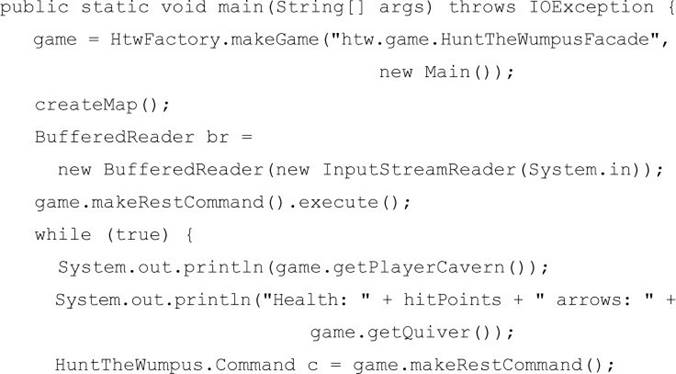 public static void main(String[] args) throws IOException {
game = HtwFactory.makeGame("htw.game.HuntTheWumpusFacade",
new Main());
createMap();
BufferedReader br =
new BufferedReader(new InputStreamReader(System.in));
game.makeRestCommand().execute();
while (true) {
System.out.println(game.getPlayerCavern());
System.out.println("Health: " + hitPoints + " arrows: " +
game.getQuiver());
HuntTheWumpus.Command c = game.makeRestCommand();